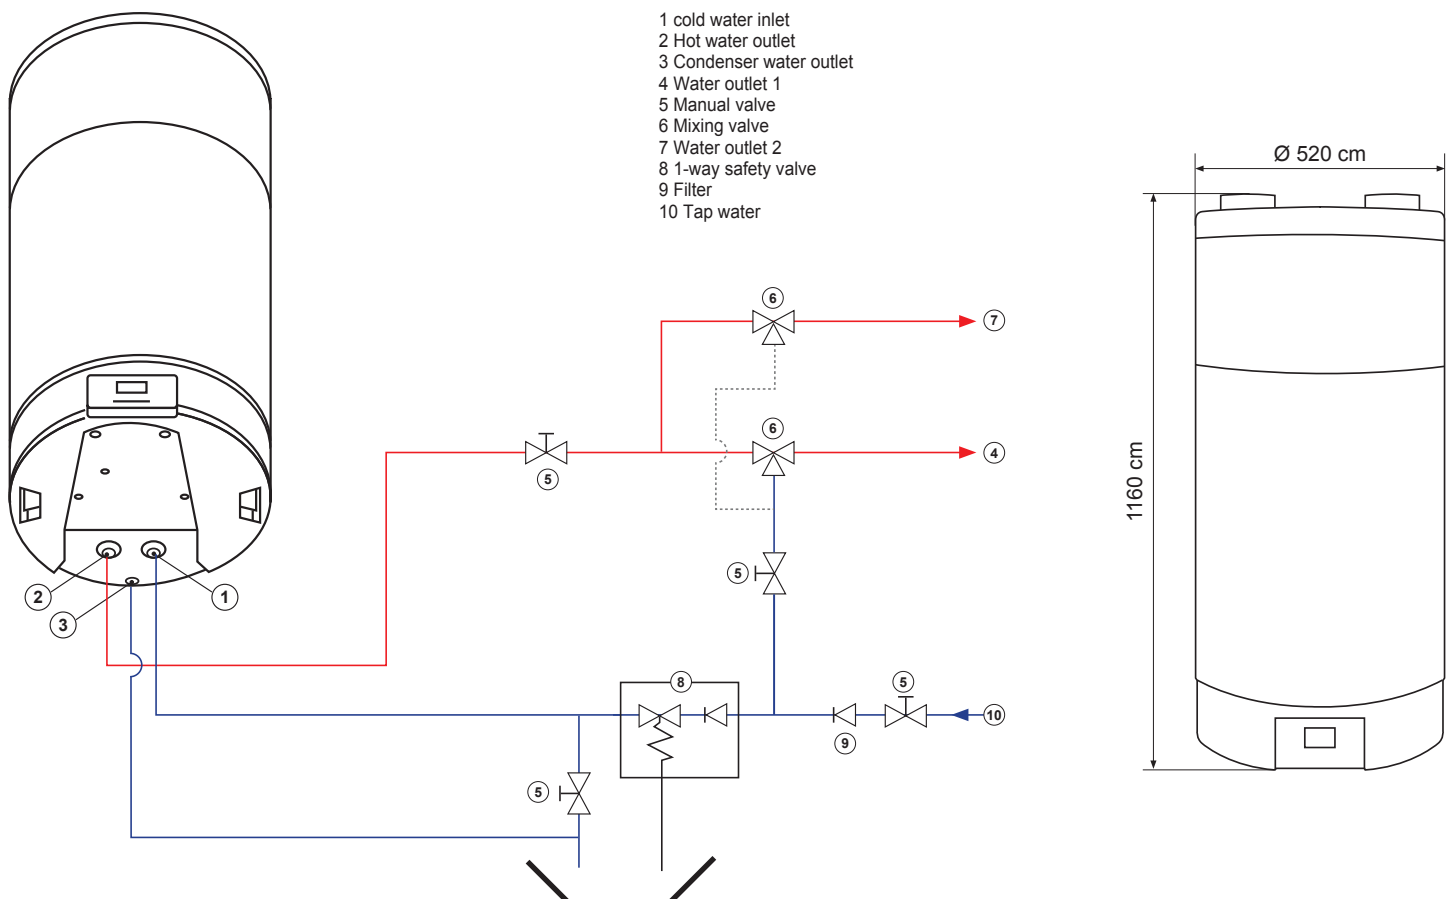 1 cold water inlet
2 Hot water outlet
3 Condenser water outlet
4 Water outlet 1
5 Manual valve
6 Mixing valve
7 Water outlet 2
8 1-way safety valve
9 Filter
10 Tap water
Ø 520 cm
1160 cm
6
7
6
4
5
5
2
1
3
8
5
10
9
5